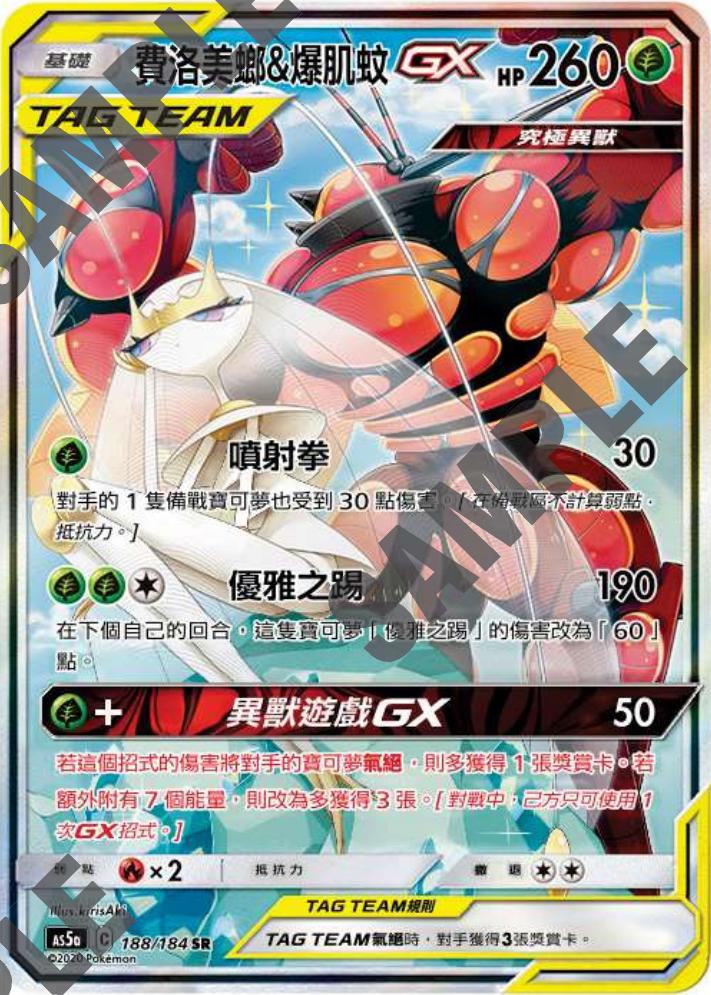 基礎 費洛美螂&爆肌蚊GX HP260
TAG TEAM
究極異獸
噴射拳 30
對手的 1 隻備戰寶可夢也受到 30 點傷害。[在備戰區不計算弱點・
抵抗力。]
優雅之踢 190
在下個自己的回合,這隻寶可夢「優雅之踢」的傷害改為「60」
點。
+ 異獸遊戲GX 50
若這個招式的傷害將對手的寶可夢氣絕,則多獲得 1 張獎賞卡。若
額外附有 7 個能量,則改為多獲得 3 張。[對戰中,己方只可使用 1
次GX招式。]
弱點 ×2 抵抗力 撤退
illus.kirisAki
TAG TEAM規則
AS5a C 188/184 SR
TAG TEAM氣絕時,對手獲得3張獎賞卡。
©2020 Pokémon
SAMPLE
SAMPLE
SAMPLE